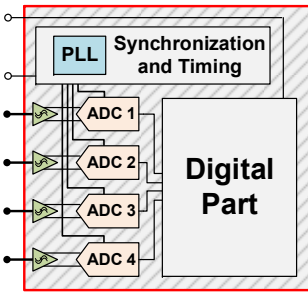 PLL
Synchronization
and Timing
ADC 1
ADC 2
ADC 3
ADC 4
Digital
Part